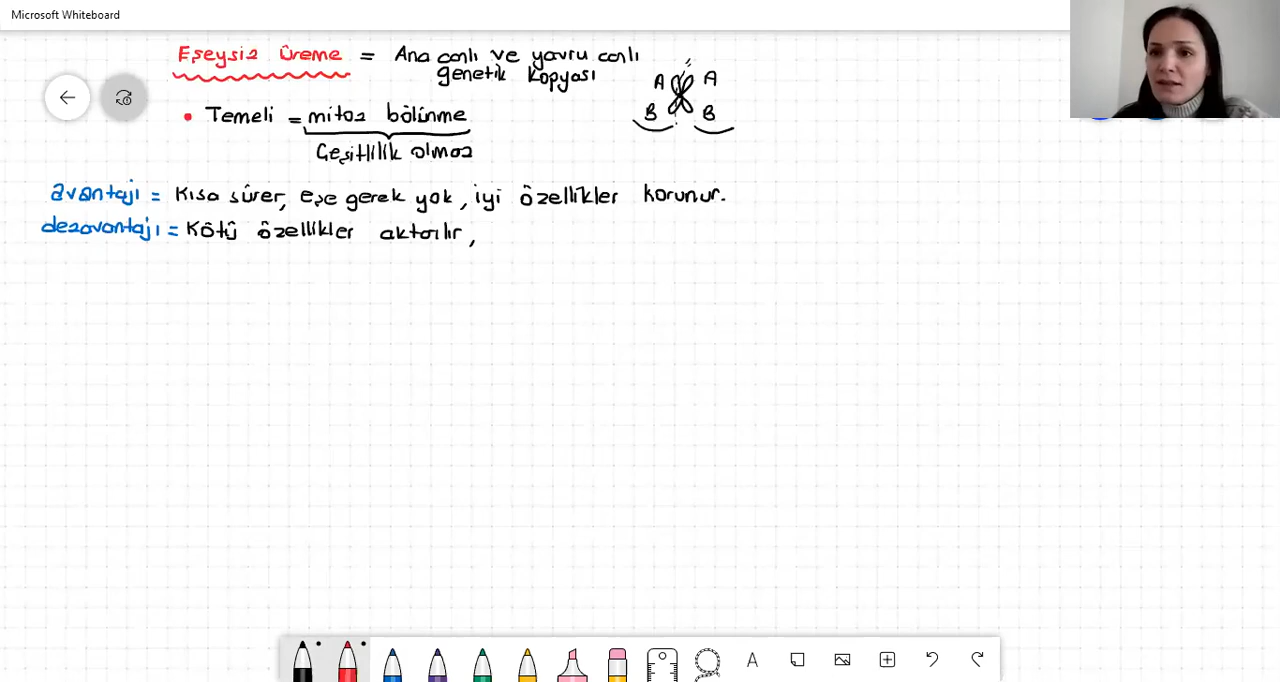 Microsoft Whiteboard
Eşeysiz Üreme = Ana canlı ve yavru canlı
genetik kopyası
A A
B B
• Temeli = mitoz bölünme
Çeşitlilik olmaz
avantajı = Kısa sürer, eşe gerek yok, iyi özellikler korunur.
dezavantajı = Kötü özellikler aktarılır,
A